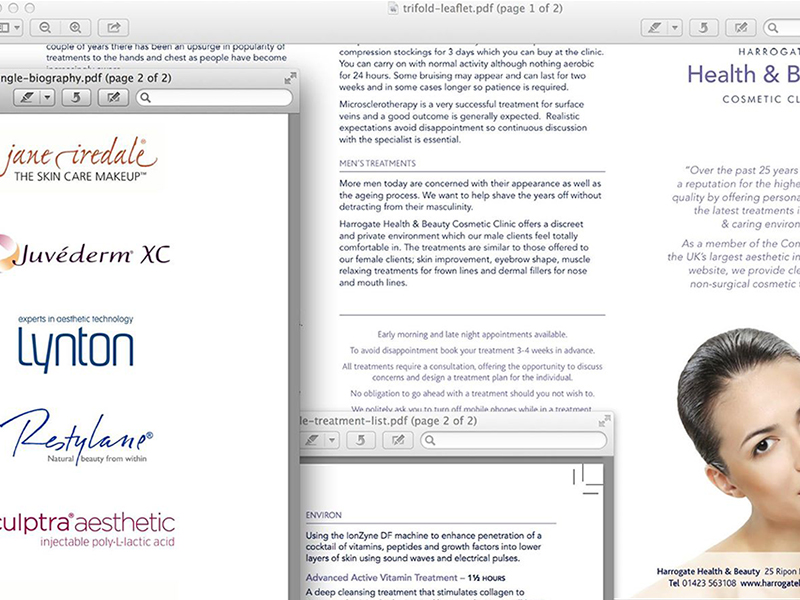 trifold-leaflet.pdf (page 1 of 2)
couple of years there has been an upsurge in popularity of
treatments to the hands and chest as people have become
ngle-biography.pdf (page 2 of 2)
jane iredale®
THE SKIN CARE MAKEUP™
Juvéderm® XC
experts in aesthetic technology
Lynton
Restylane®
Natural beauty from within
culptra® aesthetic
injectable poly-L-lactic acid
compression stockings for 3 days which you can buy at the clinic.
You can carry on with normal activity although nothing aerobic
for 24 hours. Some bruising may appear and can last for two
weeks and in some cases longer so patience is required.
Microsclerotherapy is a very successful treatment for surface
veins and a good outcome is generally expected. Realistic
expectations avoid disappointment so continuous discussion
with the specialist is essential.
MEN'S TREATMENTS
More men today are concerned with their appearance as well as
the ageing process. We want to help shave the years off without
detracting from their masculinity.
Harrogate Health & Beauty Cosmetic Clinic offers a discreet
and private environment which our male clients feel totally
comfortable in. The treatments are similar to those offered to
our female clients; skin improvement, eyebrow shape, muscle
relaxing treatments for frown lines and dermal fillers for nose
and mouth lines.
Early morning and late night appointments available.
To avoid disappointment book your treatment 3-4 weeks in advance.
All treatments require a consultation, offering the opportunity to discuss
concerns and design a treatment plan for the individual.
No obligation to go ahead with a treatment should you not wish to.
We politely ask you to turn off mobile phones while in a treatment
le-treatment-list.pdf (page 2 of 2)
ENVIRON
Using the IonZyne DF machine to enhance penetration of a
cocktail of vitamins, peptides and growth factors into lower
layers of skin using sound waves and electrical pulses.
Advanced Active Vitamin Treatment – 1½ HOURS
A deep cleansing treatment that stimulates collagen to
HARROGAT
Health & B
COSMETIC CL
"Over the past 25 years
a reputation for the highe
quality by offering persona
the latest treatments i
& caring environ
As a member of the Con
the UK's largest aesthetic in
website, we provide cle
non-surgical cosmetic t
Harrogate Health & Beauty 25 Ripon
Tel 01423 563108 www.harrogatel